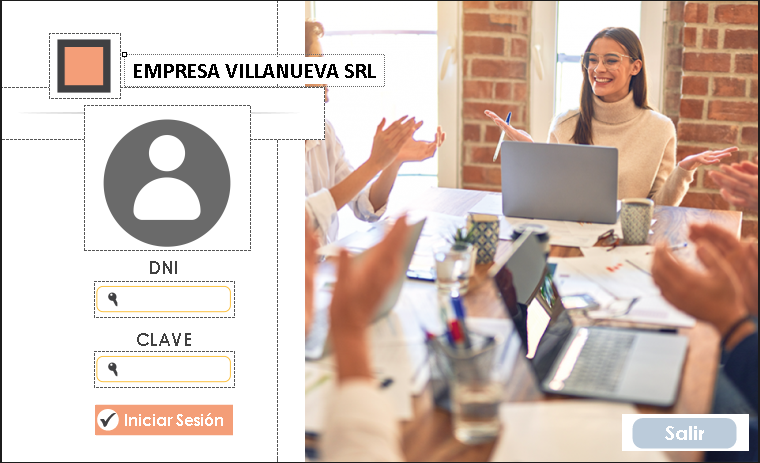 EMPRESA VILLANUEVA SRL
DNI
CLAVE
Iniciar Sesión
Salir